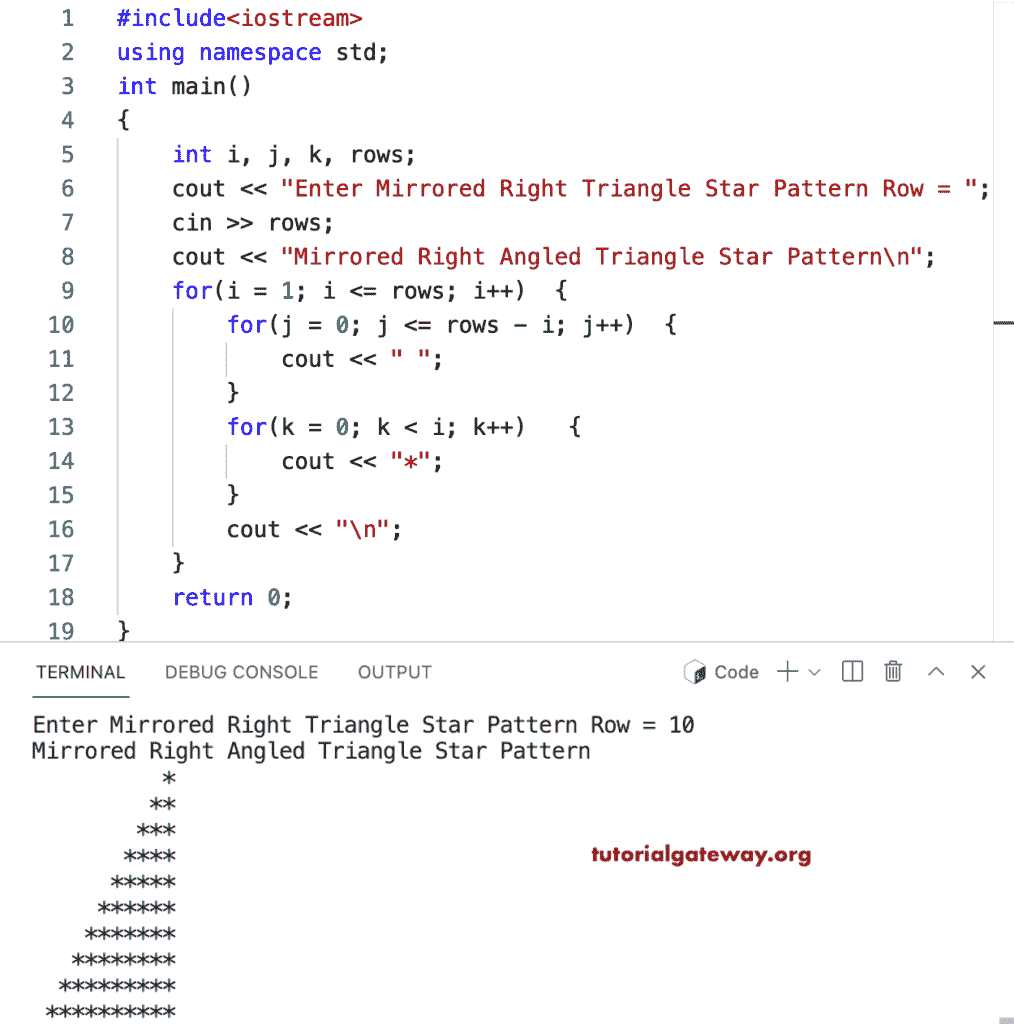 1 #include<iostream>
2 using namespace std;
3 int main()
4 {
5     int i, j, k, rows;
6     cout << "Enter Mirrored Right Triangle Star Pattern Row = ";
7     cin >> rows;
8     cout << "Mirrored Right Angled Triangle Star Pattern\n";
9     for(i = 1; i <= rows; i++)  {
10         for(j = 0; j <= rows - i; j++)  {
11             cout << " ";
12         }
13         for(k = 0; k < i; k++)   {
14             cout << "*";
15         }
16         cout << "\n";
17     }
18     return 0;
19 }
TERMINAL DEBUG CONSOLE OUTPUT Code
Enter Mirrored Right Triangle Star Pattern Row = 10
Mirrored Right Angled Triangle Star Pattern
          *
         **
        ***
       ****
tutorialgateway.org
      *****
     ******
    *******
   ********
  *********
 **********